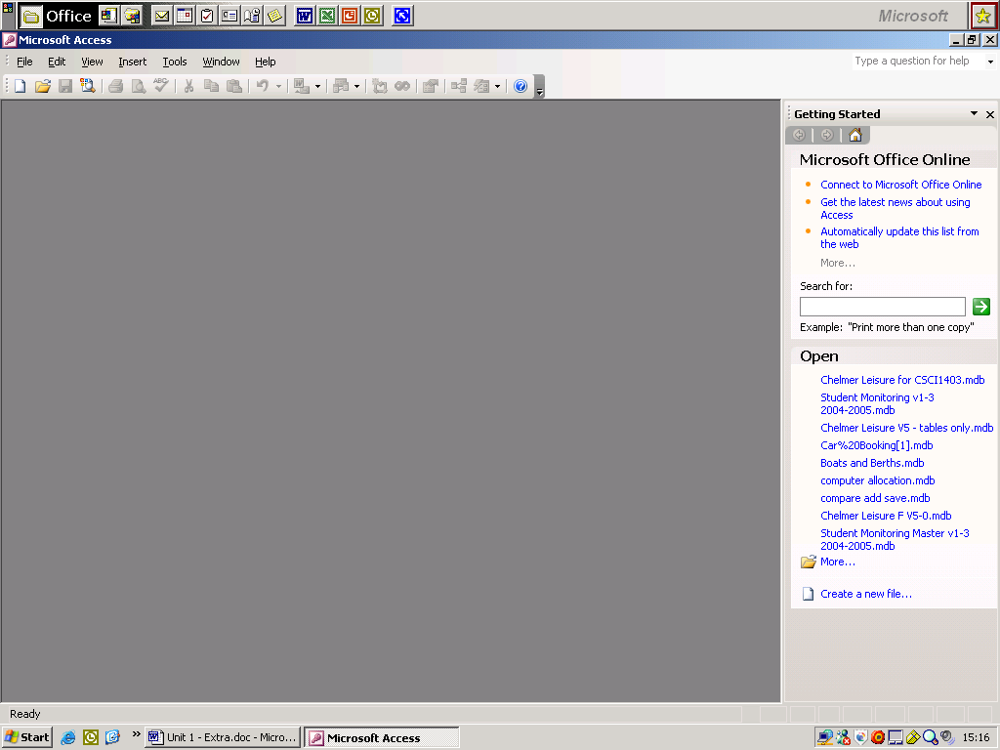 Office
Microsoft
Microsoft Access
File Edit View Insert Tools Window Help
Type a question for help
Getting Started
Microsoft Office Online
Connect to Microsoft Office Online
Get the latest news about using
Access
Automatically update this list from
the web
More...
Search for:
Example: "Print more than one copy"
Open
Chelmer Leisure for CSCI1403.mdb
Student Monitoring v1-3
2004-2005.mdb
Chelmer Leisure V5 - tables only.mdb
Car%20Booking[1].mdb
Boats and Berths.mdb
computer allocation.mdb
compare add save.mdb
Chelmer Leisure F V5-0.mdb
Student Monitoring Master v1-3
2004-2005.mdb
More...
Create a new file...
Ready
Start
Unit 1 - Extra.doc - Micro...
Microsoft Access
15:16